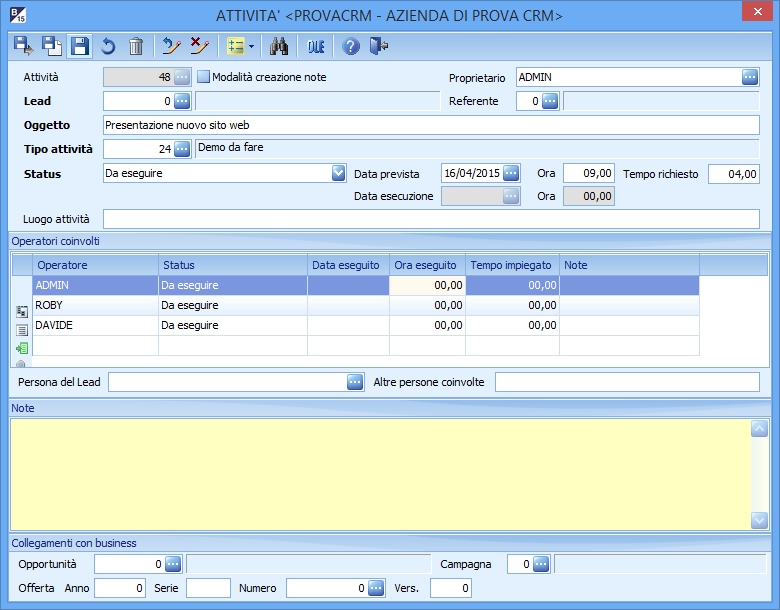 ATTIVITA' <PROVACRM - AZIENDA DI PROVA CRM>
B 15
OLE
Attività 48 Modalità creazione note Proprietario ADMIN
Lead 0 Referente 0
Oggetto Presentazione nuovo sito web
Tipo attività 24 Demo da fare
Status Da eseguire Data prevista 16/04/2015 Ora 09,00 Tempo richiesto 04,00
Data esecuzione Ora 00,00
Luogo attività
Operatori coinvolti
Operatore Status Data eseguito Ora eseguito Tempo impiegato Note
ADMIN Da eseguire 00,00 00,00
ROBY Da eseguire 00,00 00,00
DAVIDE Da eseguire 00,00 00,00
Persona del Lead Altre persone coinvolte
Note
Collegamenti con business
Opportunità 0 Campagna 0
Offerta Anno 0 Serie Numero 0 Vers. 0